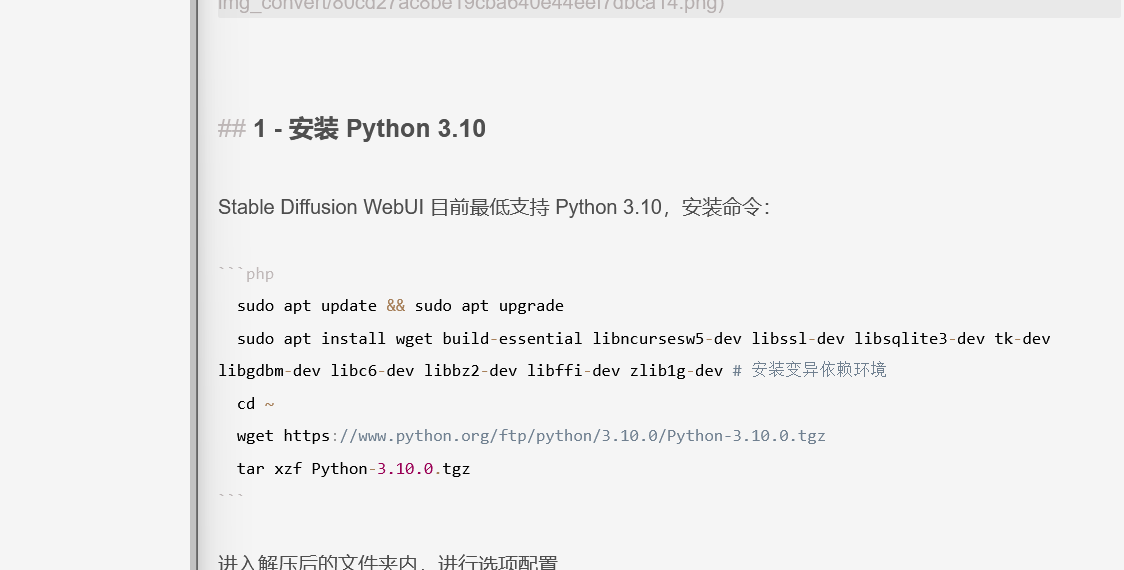 img_convert/80cd27ac8be19cba640e44eef7dbca14.png)
## 1 - 安装 Python 3.10
Stable Diffusion WebUI 目前最低支持 Python 3.10，安装命令：
```php
sudo apt update && sudo apt upgrade
sudo apt install wget build-essential libncursesw5-dev libssl-dev libsqlite3-dev tk-dev
libgdbm-dev libc6-dev libbz2-dev libffi-dev zlib1g-dev # 安装变异依赖环境
cd ~
wget https://www.python.org/ftp/python/3.10.0/Python-3.10.0.tgz
tar xzf Python-3.10.0.tgz
```
进入解压后的文件夹内，进行选项配置